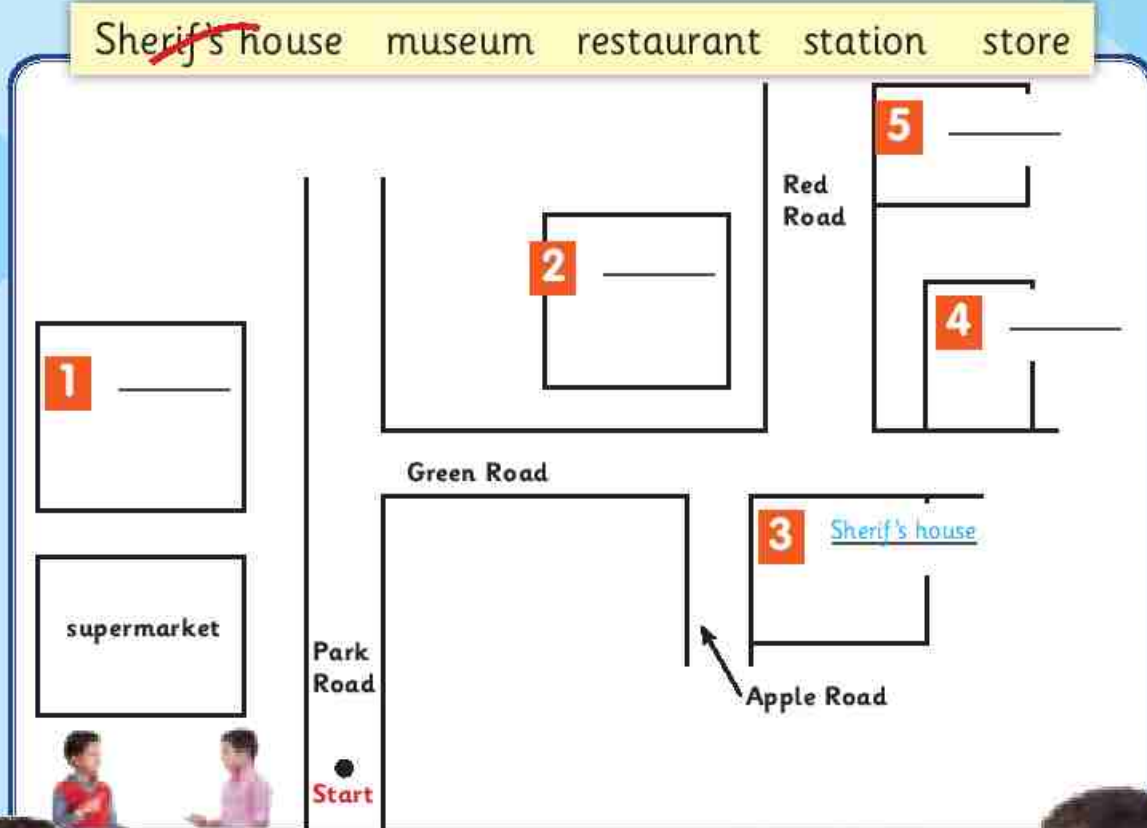 Sherif's house museum restaurant station store
5
Red
Road
2
4
1
Green Road
3 Sherif's house
supermarket
Park
Road
Apple Road
Start